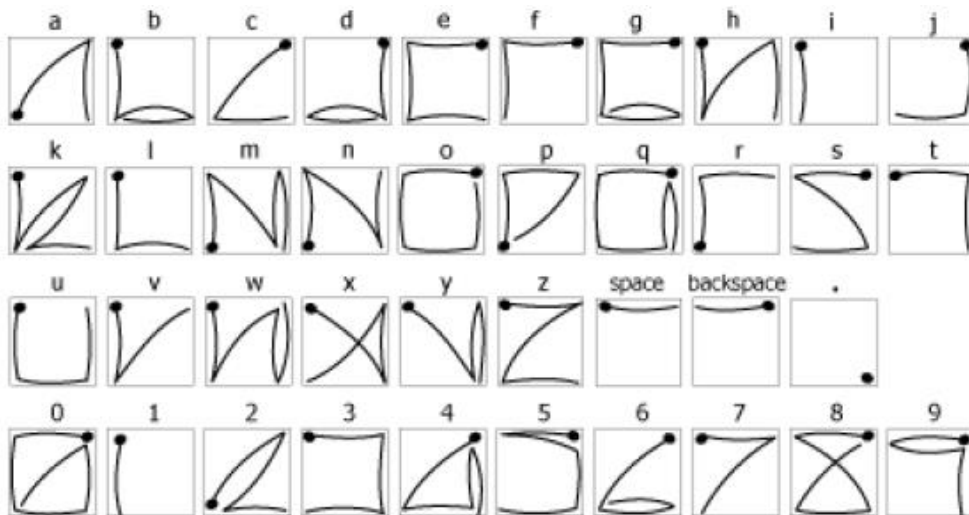 a b c d e f g h i j
k l m n o p q r s t
u v w x y z space backspace .
0 1 2 3 4 5 6 7 8 9